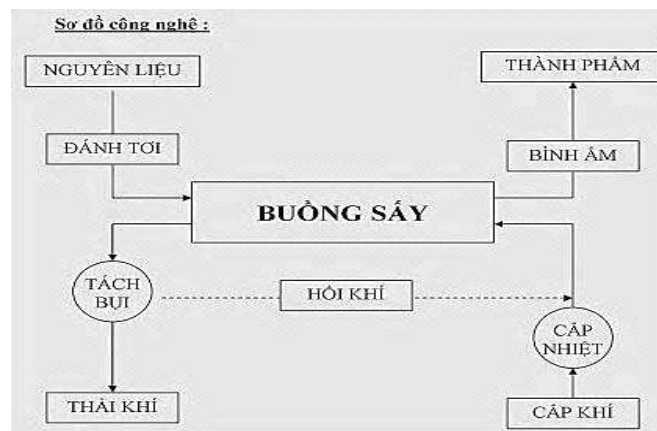 Sơ đồ công nghê :
NGUYÊN LIỆU
THÀNH PHẨM
ĐÁNH TƠI
BÌNH ẨM
BUỒNG SẤY
TÁCH
BỤI
HỒI KHÍ
CẤP
NHIỆT
THẢI KHÍ
CẤP KHÍ